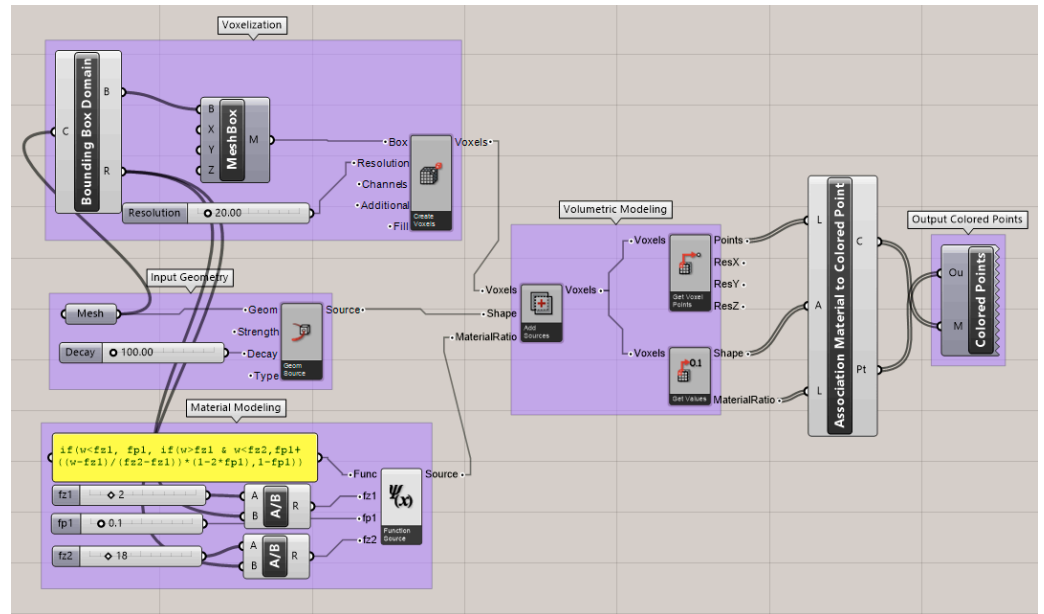 Voxelization
Bounding Box Domain
C
B
R
B
X
Y
Z
MeshBox
M
Box
Resolution
Channels
Additional
Fill
Create
Voxels
Voxels
Resolution
20.00
Input Geometry
Mesh
Decay
100.00
Geom
Strength
Decay
Type
Geom
Source
Source
Material Modeling
if(w<fz1, fp1, if(w>fz1 & w<fz2,fp1+
((w-fz1)/(fz2-fz1))*(1-2*fp1),1-fp1))
fz1
2
fp1
0.1
fz2
18
A
B
A/B
R
A
B
A/B
R
Func
fz1
fp1
fz2
Ψ(x)
Function
Source
Source
Volumetric Modeling
Voxels
Shape
MaterialRatio
Add
Sources
Voxels
Voxels
Get Voxel
Points
Points
ResX
ResY
ResZ
Voxels
0.1
Get Values
Shape
MaterialRatio
L
A
L
Association Material to Colored Point
C
Pt
Output Colored Points
Ou
M
Colored Points